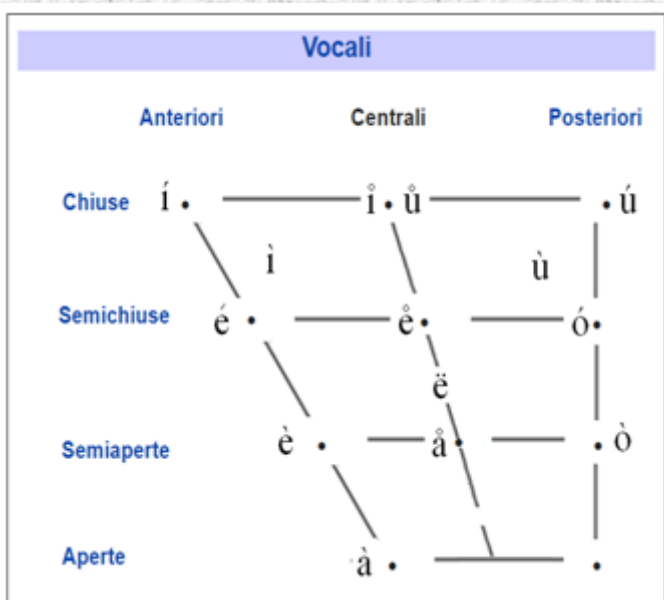 Vocali
Anteriori Centrali Posteriori
Chiuse í i̊ ů ú
ì ù
Semichiuse é e̊ ó
ë
Semiaperte è å ò
Aperte à